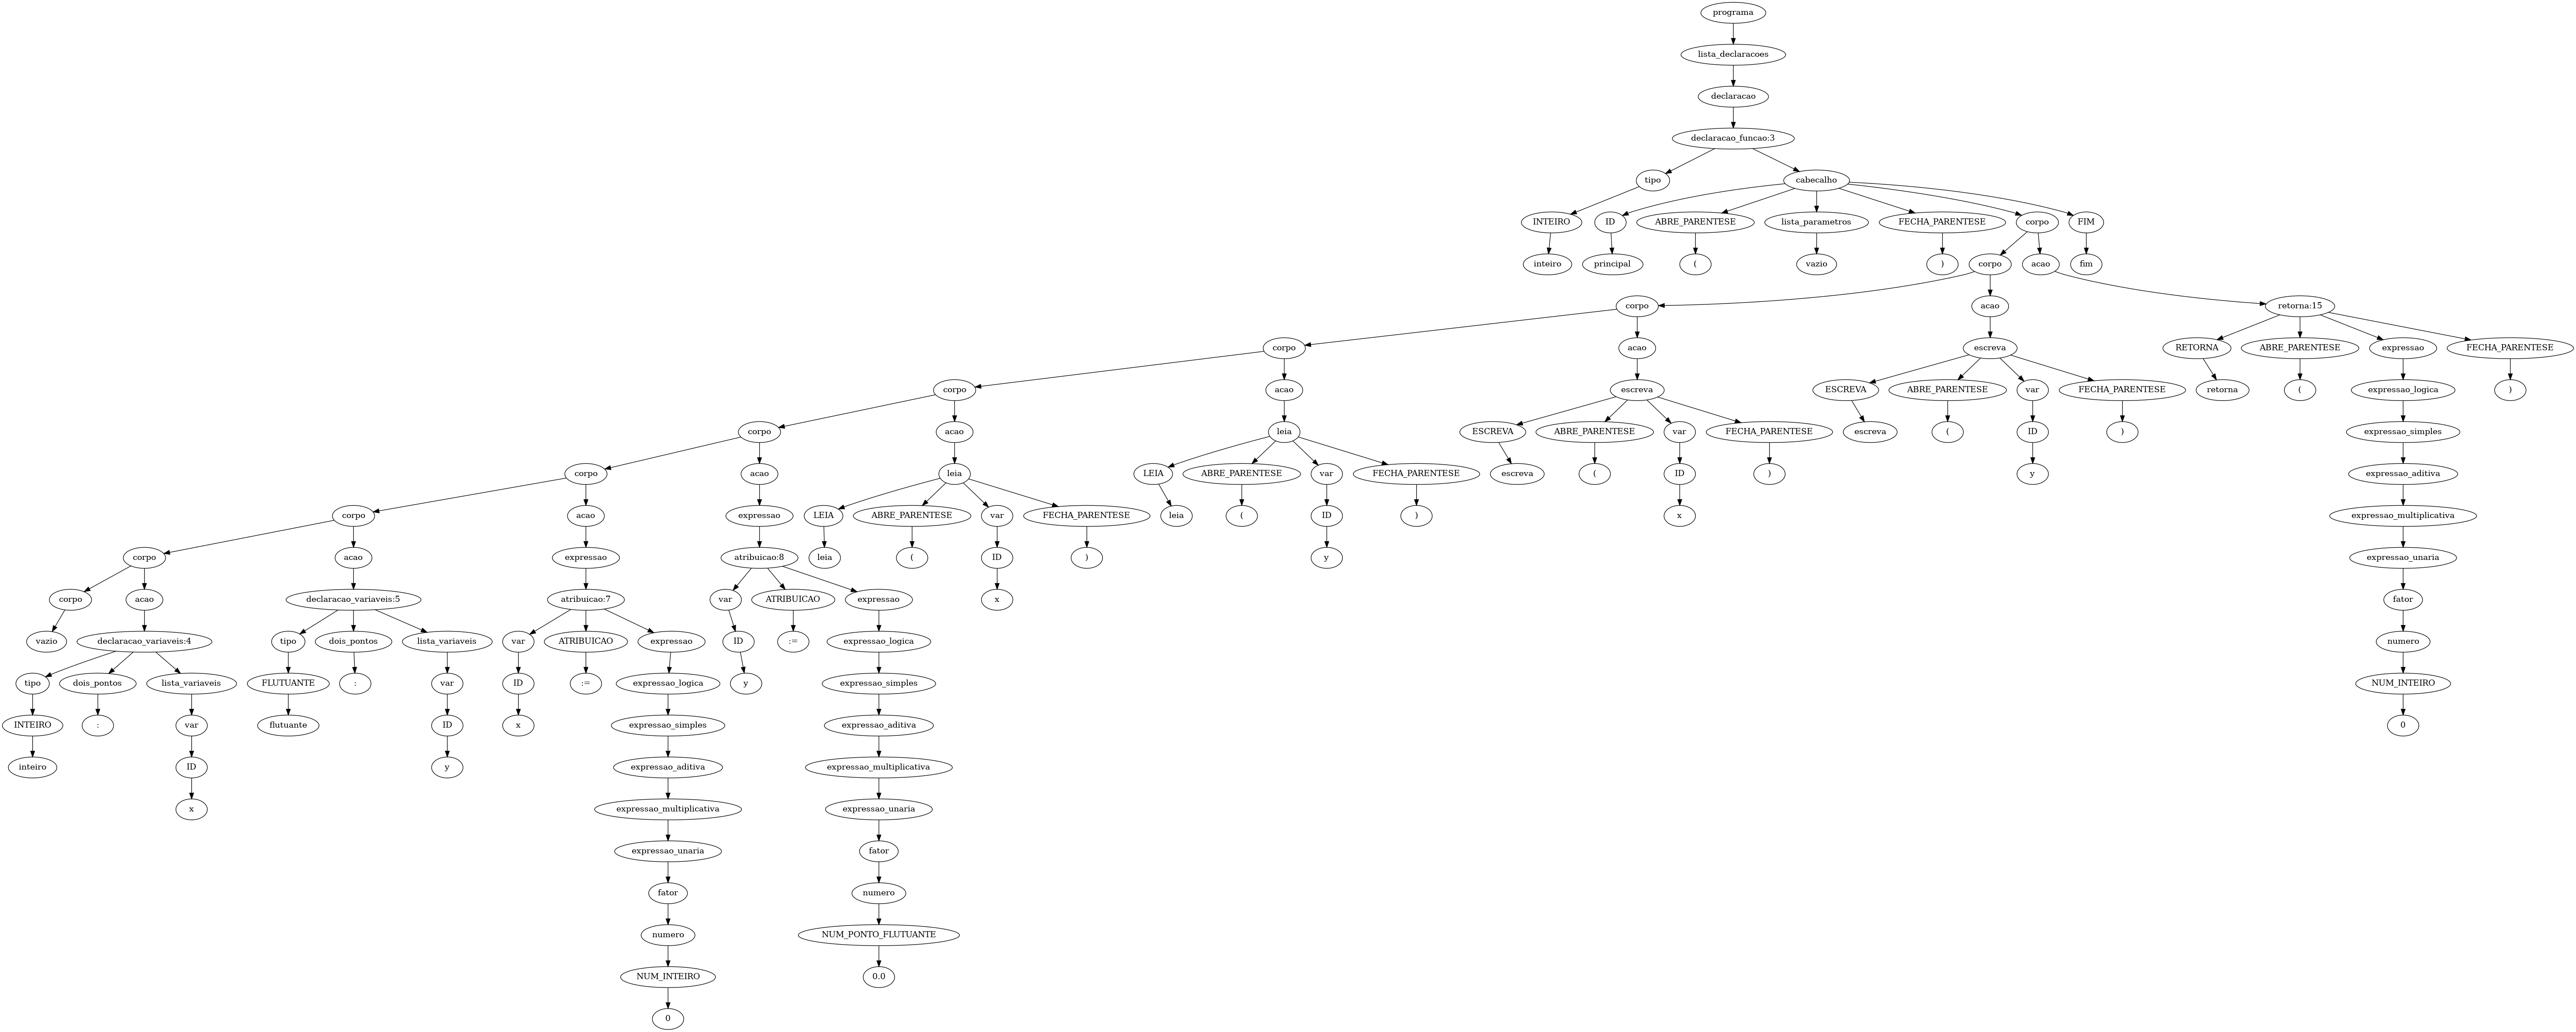 programa
lista_declaracoes
declaracao
declaracao_funcao:3
tipo cabecalho
INTEIRO ID ABRE_PARENTESE lista_parametros FECHA_PARENTESE corpo FIM
inteiro principal ( vazio ) corpo acao fim
corpo acao retorna:15
corpo acao escreva RETORNA ABRE_PARENTESE expressao FECHA_PARENTESE
corpo acao escreva ESCREVA ABRE_PARENTESE var FECHA_PARENTESE retorna ( expressao_logica )
corpo acao leia ESCREVA ABRE_PARENTESE var FECHA_PARENTESE escreva ( ID ) expressao_simples
corpo acao leia LEIA ABRE_PARENTESE var FECHA_PARENTESE escreva ( ID ) y expressao_aditiva
corpo acao expressao LEIA ABRE_PARENTESE var FECHA_PARENTESE leia ( ID ) x expressao_multiplicativa
corpo acao expressao atribuicao:8 leia ( ID ) y expressao_unaria
corpo acao declaracao_variaveis:5 atribuicao:7 var ATRIBUICAO expressao x fator
vazio declaracao_variaveis:4 tipo dois_pontos lista_variaveis var ATRIBUICAO expressao ID := expressao_logica numero
tipo dois_pontos lista_variaveis FLUTUANTE : var ID := expressao_logica y expressao_simples NUM_INTEIRO
INTEIRO : var flutuante ID x expressao_simples expressao_aditiva 0
inteiro ID y expressao_aditiva expressao_multiplicativa
x expressao_multiplicativa expressao_unaria
expressao_unaria fator
fator numero
numero NUM_PONTO_FLUTUANTE
NUM_INTEIRO 0.0
0